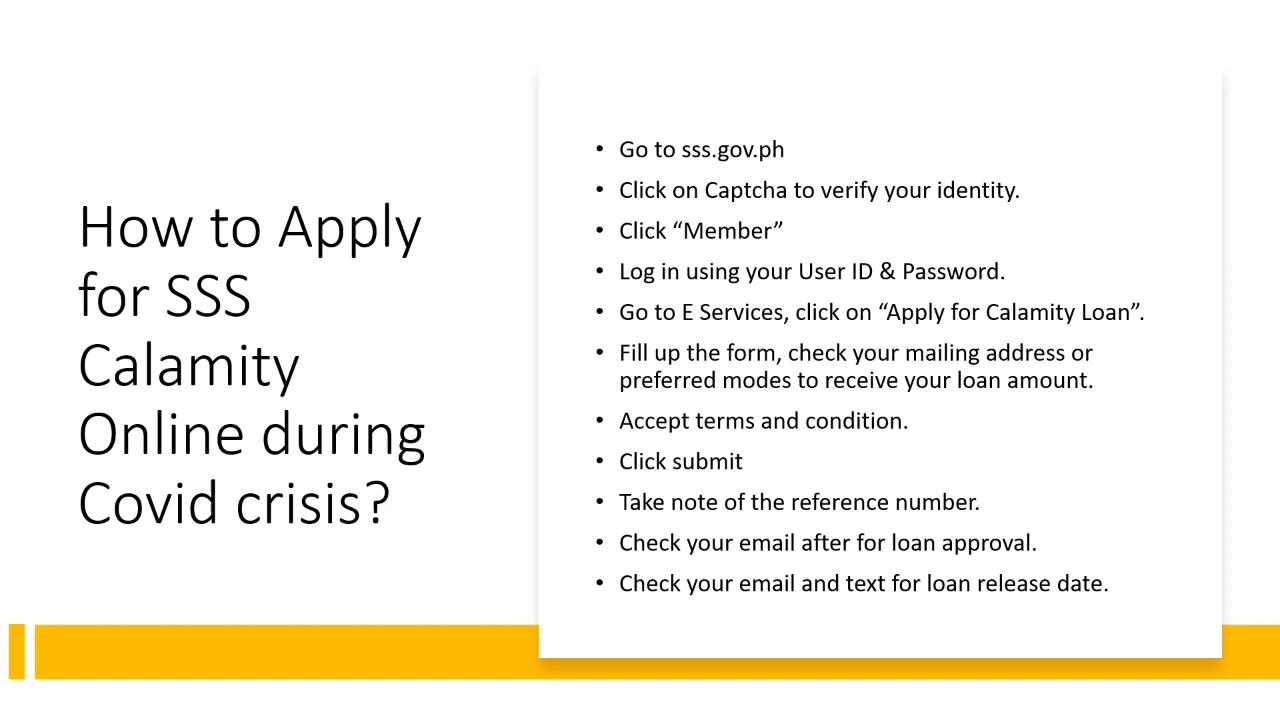 How to Apply
for SSS
Calamity
Online during
Covid crisis?
• Go to sss.gov.ph
• Click on Captcha to verify your identity.
• Click “Member”
• Log in using your User ID & Password.
• Go to E Services, click on “Apply for Calamity Loan”.
• Fill up the form, check your mailing address or
preferred modes to receive your loan amount.
• Accept terms and condition.
• Click submit
• Take note of the reference number.
• Check your email after for loan approval.
• Check your email and text for loan release date.